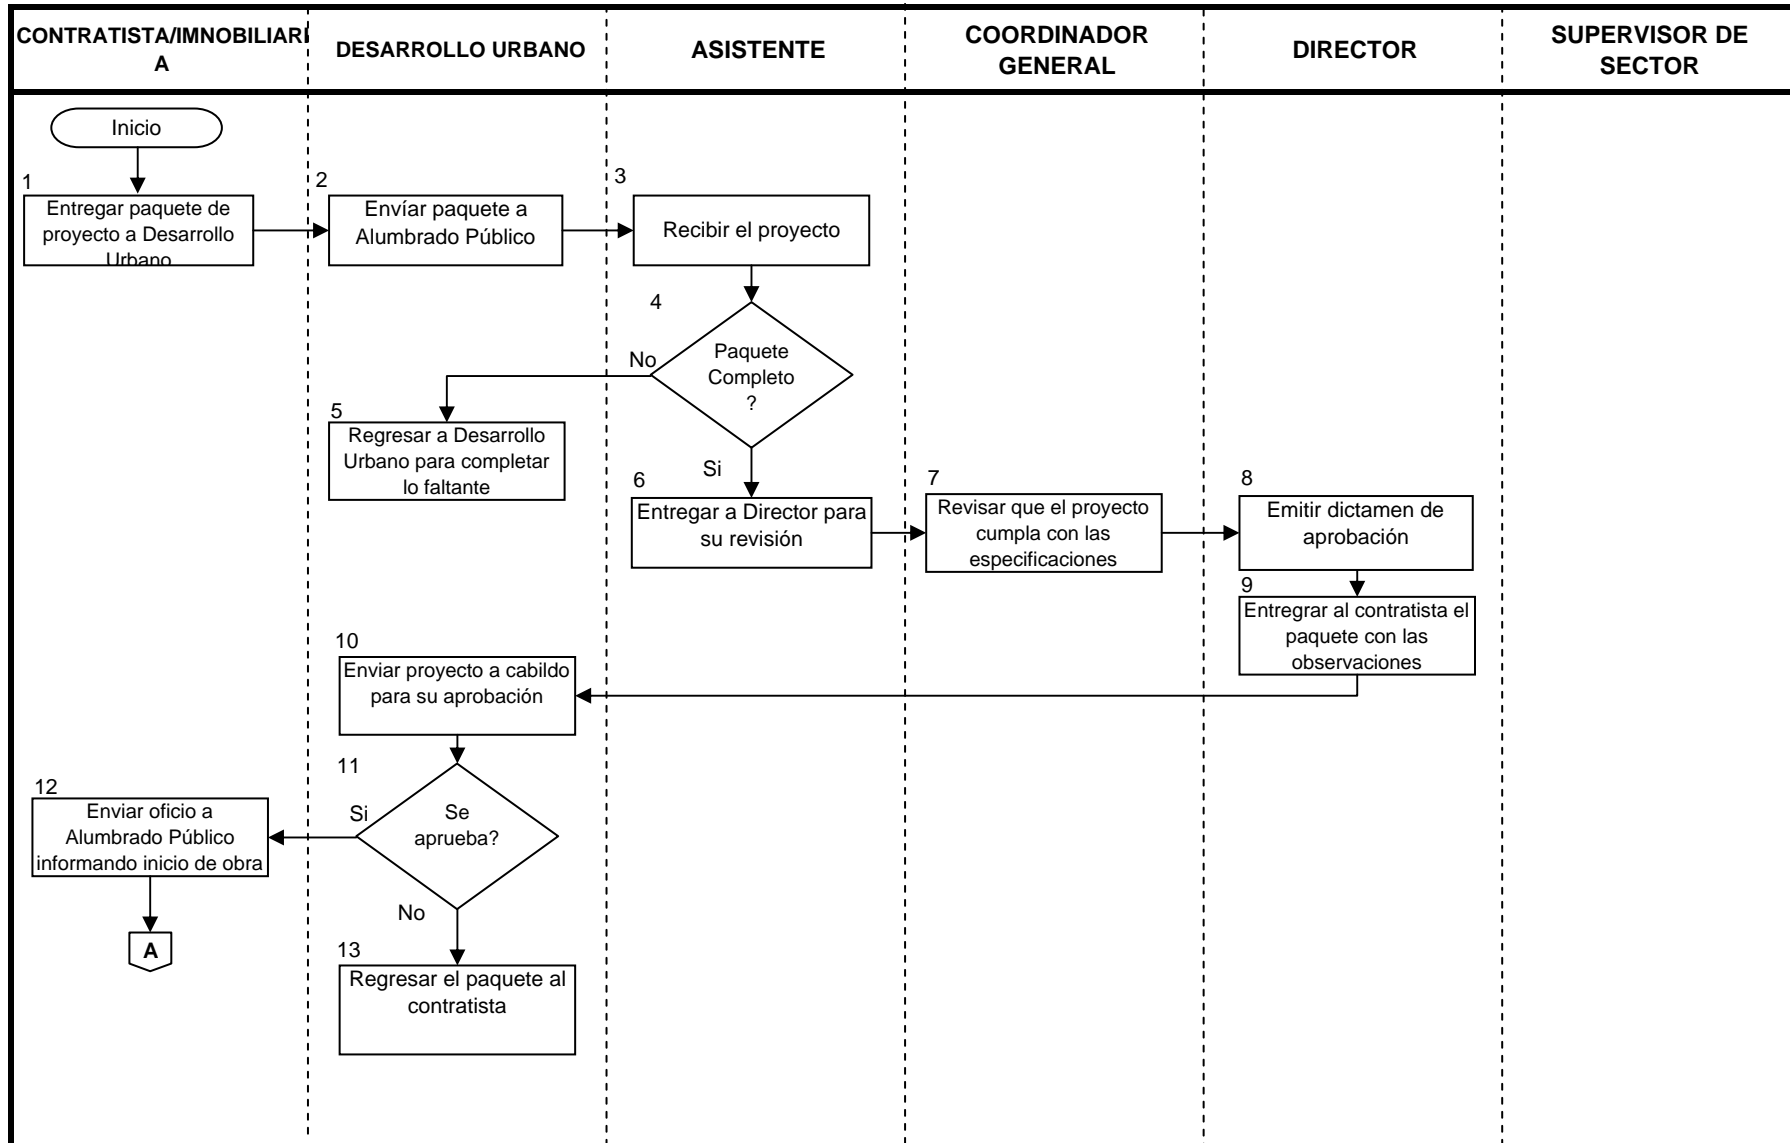 CONTRATISTA/IMNOBILIARI
A
DESARROLLO URBANO
ASISTENTE
COORDINADOR
GENERAL
DIRECTOR
SUPERVISOR DE
SECTOR
Inicio
1
Entregar paquete de
proyecto a Desarrollo
Urbano
2
Envíar paquete a
Alumbrado Público
3
Recibir el proyecto
4
Paquete
Completo
?
No
5
Regresar a Desarrollo
Urbano para completar
lo faltante
Si
6
Entregar a Director para
su revisión
7
Revisar que el proyecto
cumpla con las
especificaciones
8
Emitir dictamen de
aprobación
9
Entregrar al contratista el
paquete con las
observaciones
10
Enviar proyecto a cabildo
para su aprobación
11
Se
aprueba?
Si
12
Enviar oficio a
Alumbrado Público
informando inicio de obra
A
No
13
Regresar el paquete al
contratista